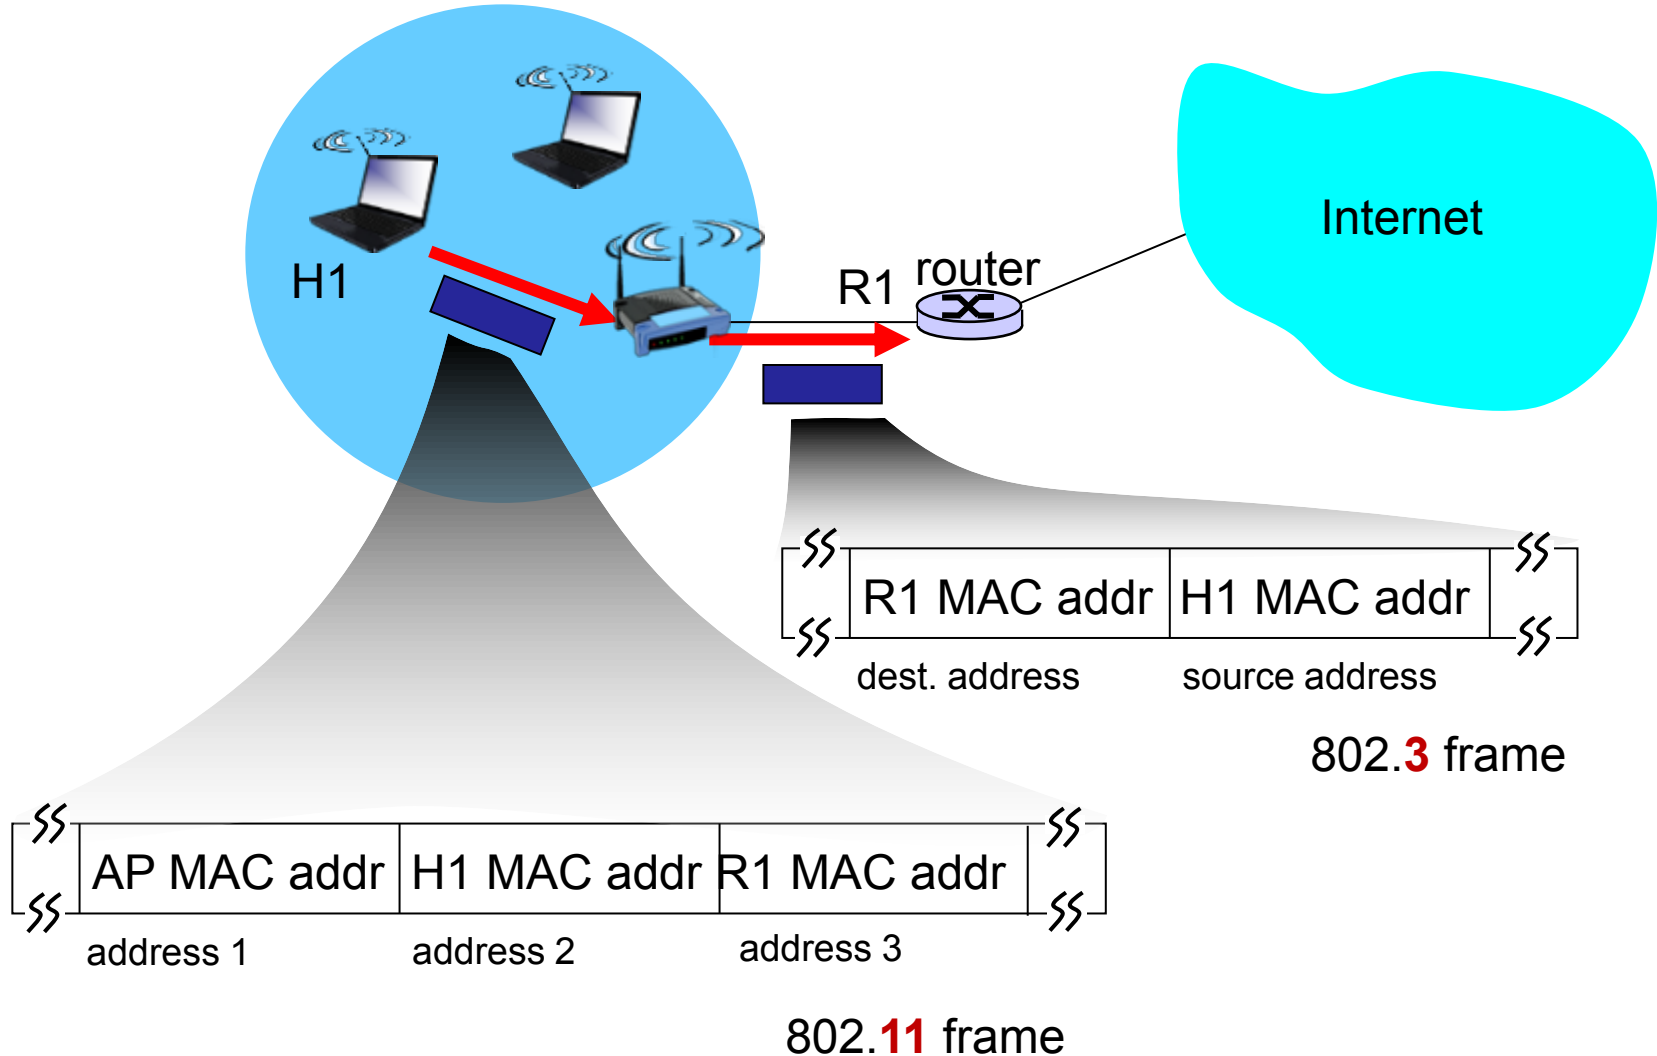 Internet
router
R1
H1
R1 MAC addr H1 MAC addr
dest. address source address
802.3 frame
AP MAC addr H1 MAC addr R1 MAC addr
address 1 address 2 address 3
802.11 frame